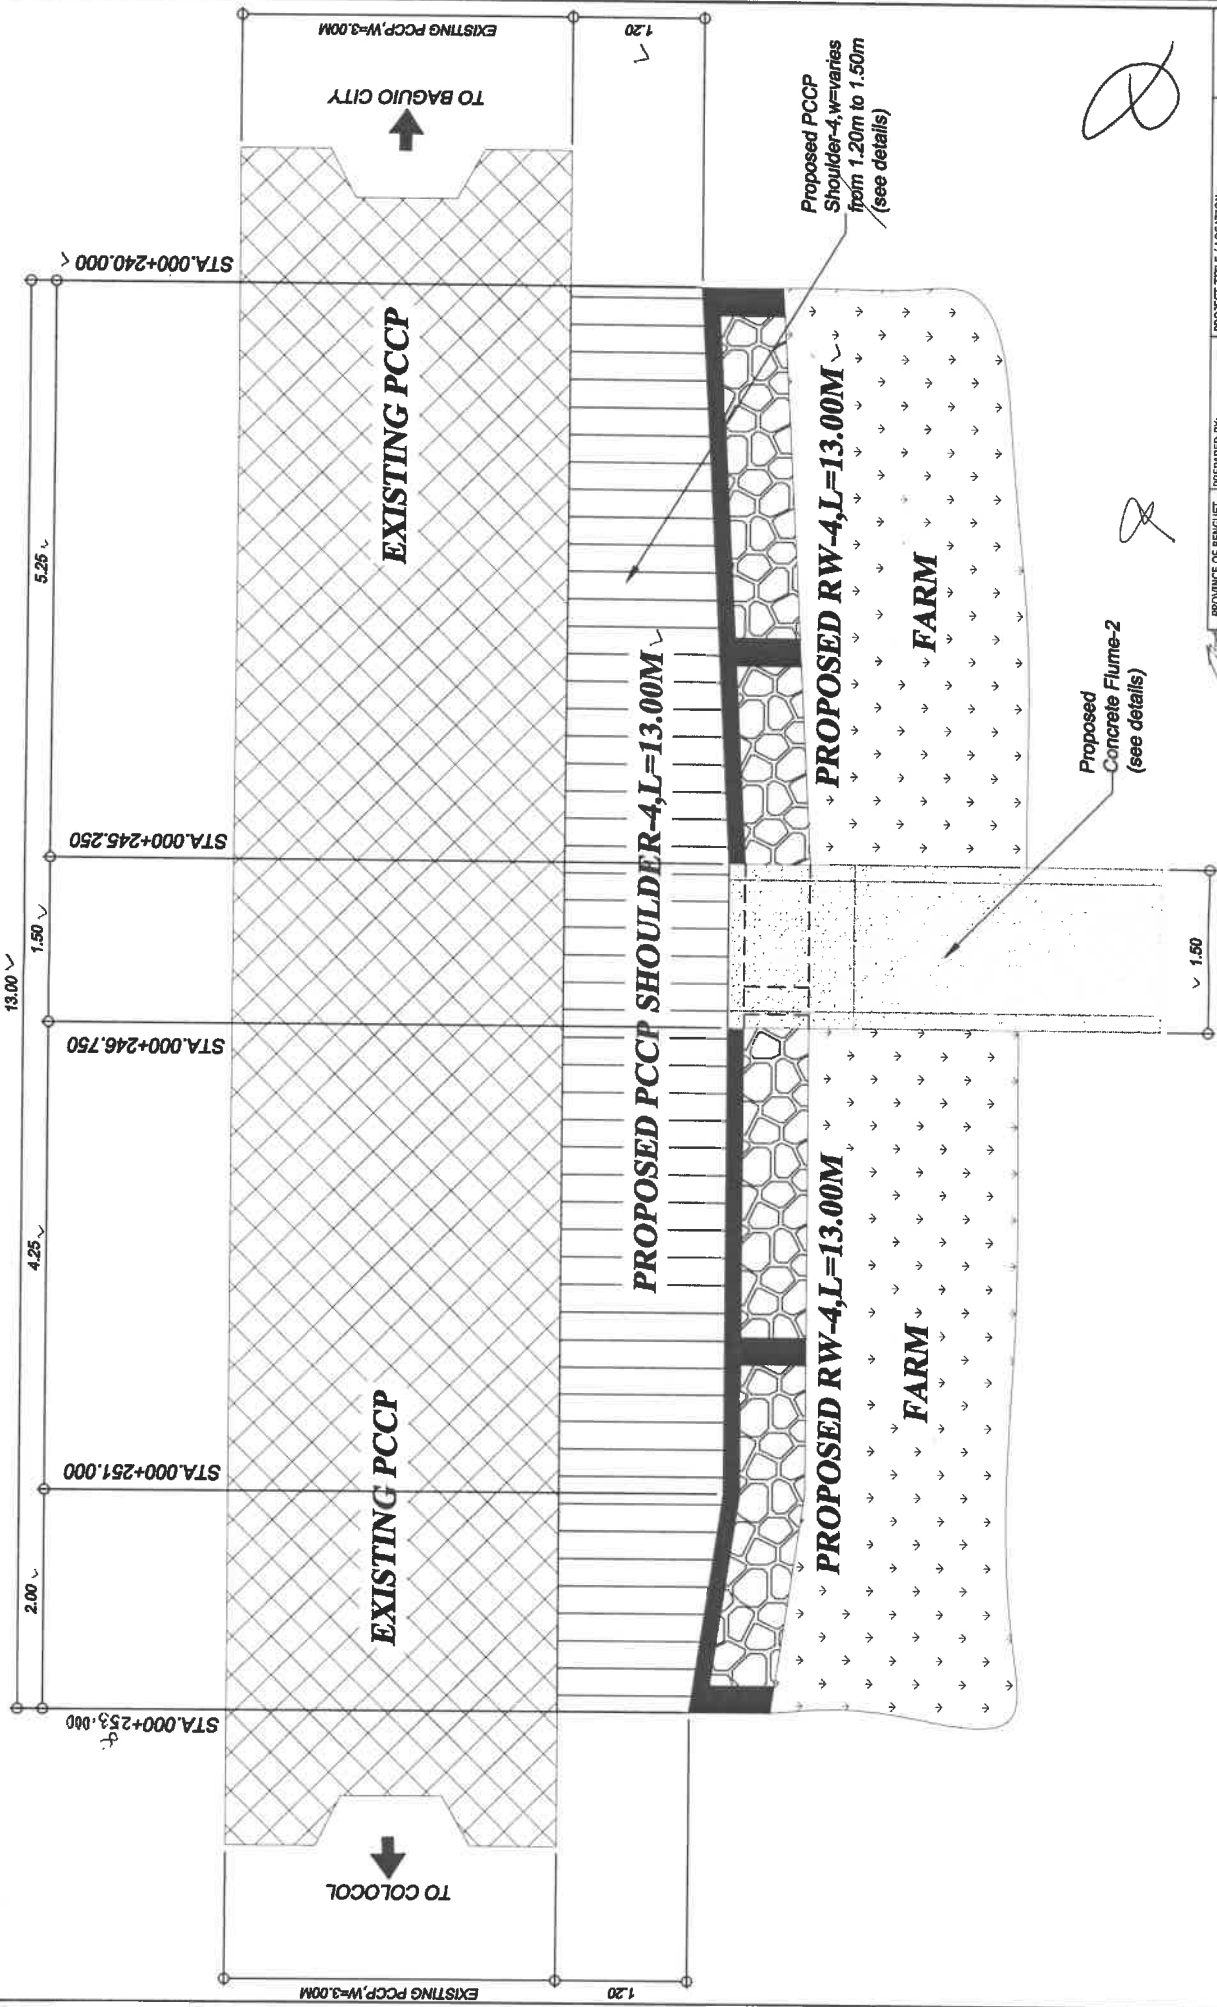 13.00
2.00
4.25
1.50
5.25
STA.000+253.000
STA.000+251.000
STA.000+246.750
STA.000+245.250
STA.000+240.000
EXISTING PCCP,W=3.00M
1.20
TO COLOCOL
EXISTING PCCP
EXISTING PCCP
TO BAGUIO CITY
EXISTING PCCP,W=3.00M
1.20
PROPOSED PCCP SHOULDER-4,L=13.00M
Proposed PCCP
Shoulder-4,w=varies
from 1.20m to 1.50m
(see details)
PROPOSED RW-4,L=13.00M
PROPOSED RW-4,L=13.00M
FARM
FARM
Proposed
Concrete Flume-2
(see details)
1.50
PROVINCE OF BENGUET
PREPARED BY:
PROJECT TITLE / LOCATION